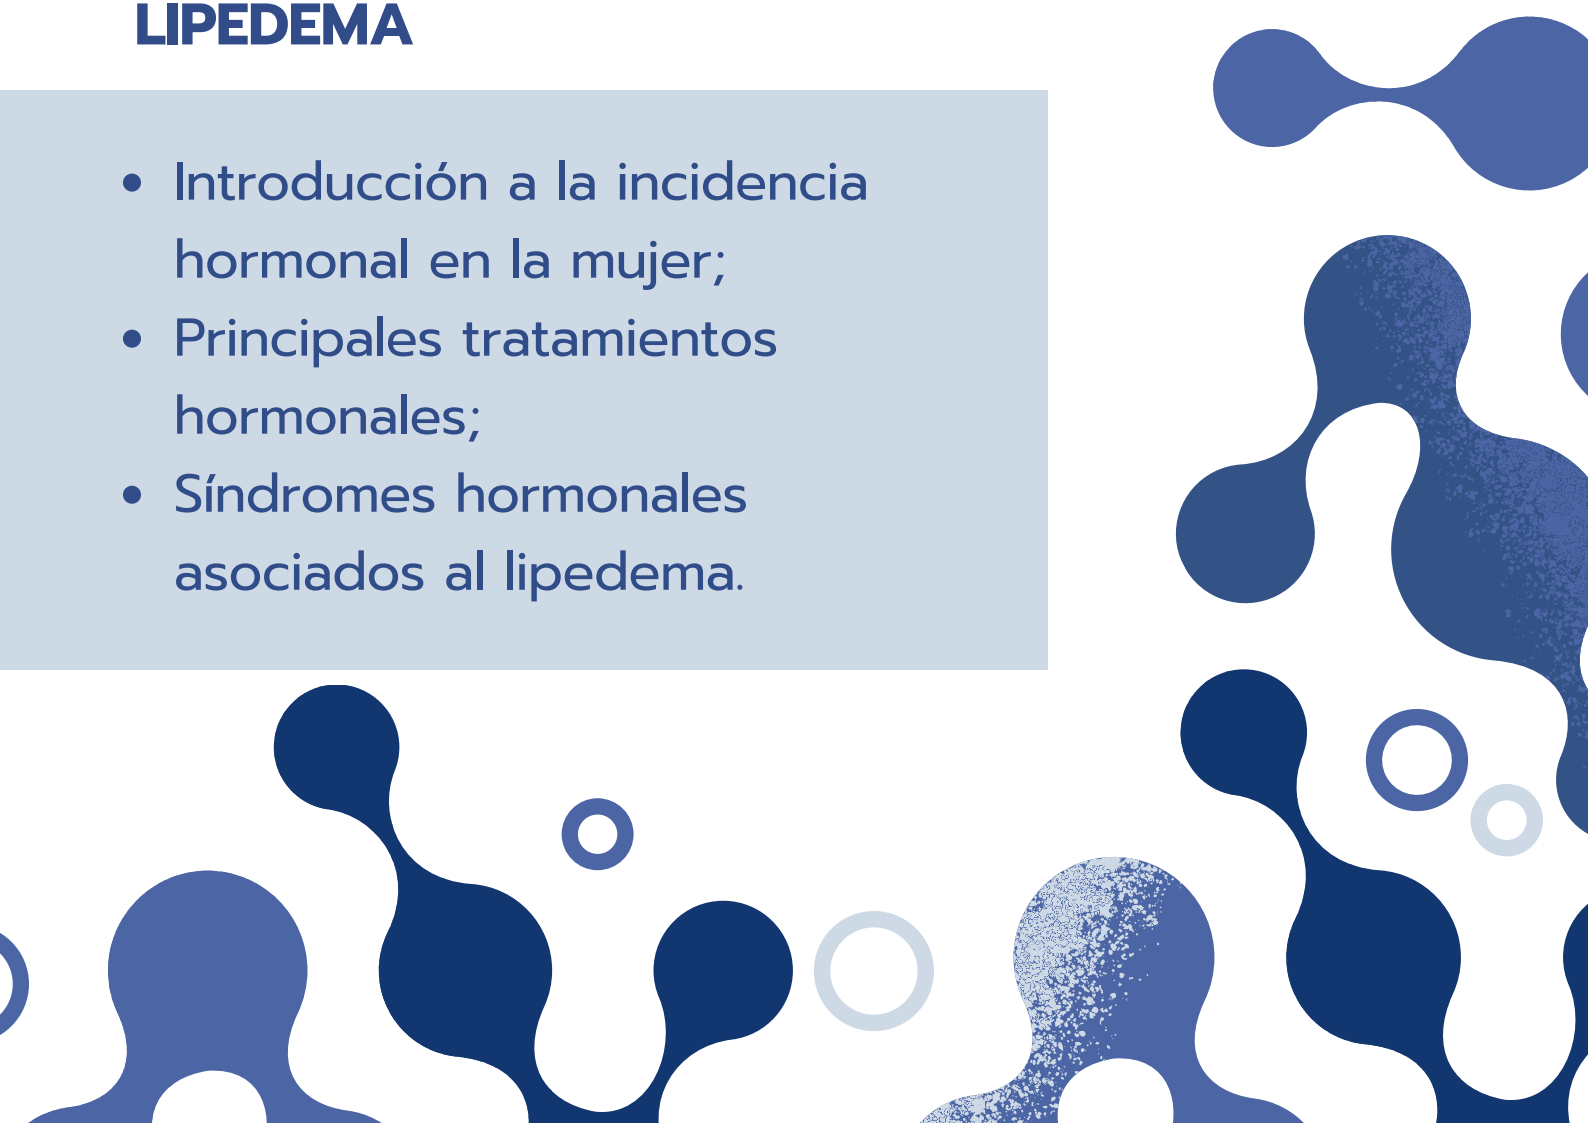 LIPEDEMA
• Introducción a la incidencia
hormonal en la mujer;
• Principales tratamientos
hormonales;
• Síndromes hormonales
asociados al lipedema.